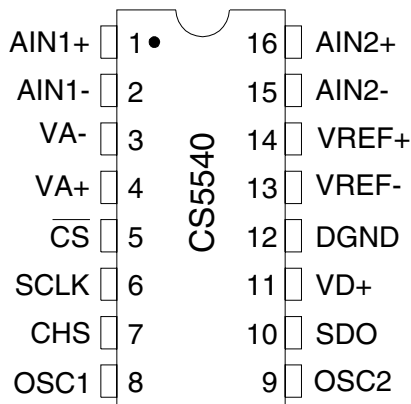 AIN1+ 1 16 AIN2+
AIN1- 2 15 AIN2-
VA- 3 14 VREF+
VA+ 4 13 VREF-
CS 5 12 DGND
SCLK 6 11 VD+
CHS 7 10 SDO
OSC1 8 9 OSC2
CS5540